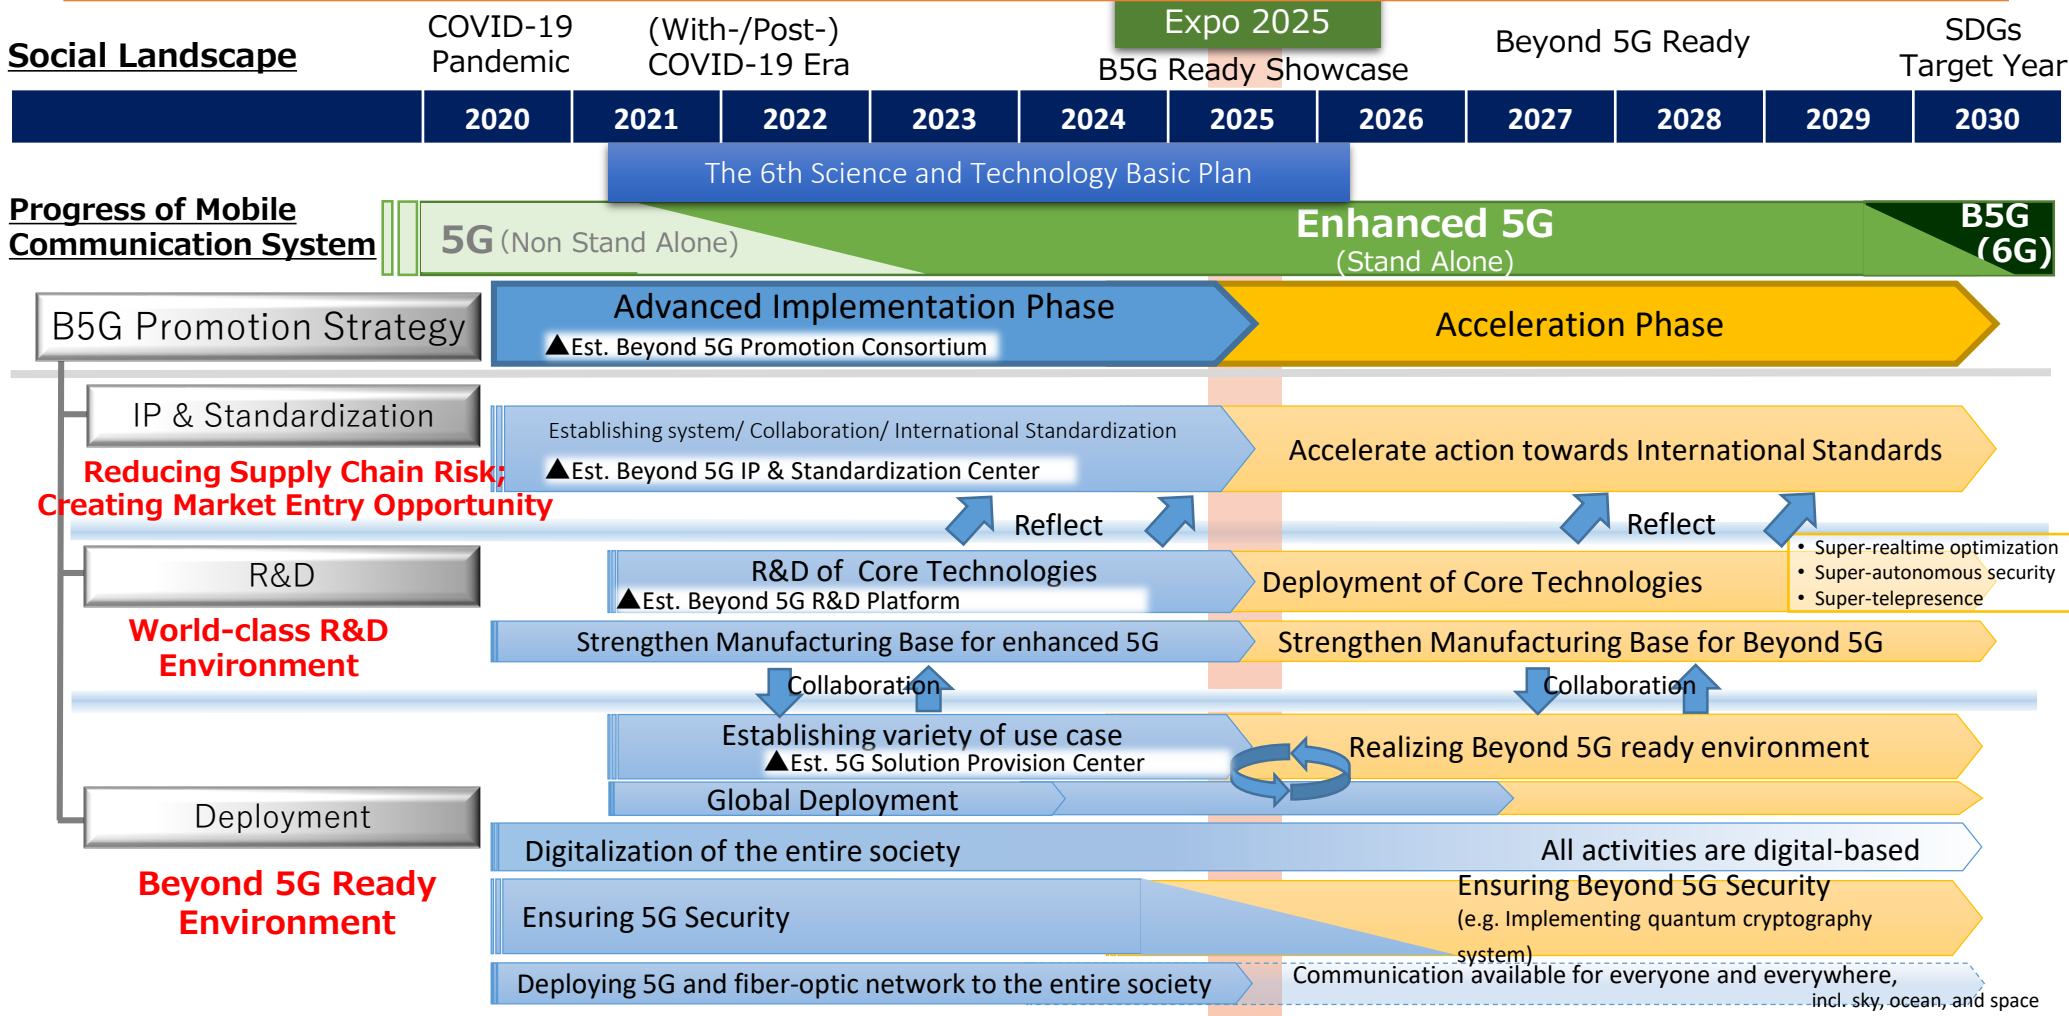 Social Landscape
COVID-19
Pandemic
(With-/Post-)
COVID-19 Era
Expo 2025
B5G Ready Showcase
Beyond 5G Ready
SDGs
Target Year
2020 2021 2022 2023 2024 2025 2026 2027 2028 2029 2030
The 6th Science and Technology Basic Plan
Progress of Mobile
Communication System
5G (Non Stand Alone)
Enhanced 5G
(Stand Alone)
B5G
(6G)
B5G Promotion Strategy
Advanced Implementation Phase
▲Est. Beyond 5G Promotion Consortium
Acceleration Phase
IP & Standardization
Reducing Supply Chain Risk;
Creating Market Entry Opportunity
Establishing system/ Collaboration/ International Standardization
▲Est. Beyond 5G IP & Standardization Center
Accelerate action towards International Standards
Reflect
Reflect
R&D
World-class R&D
Environment
R&D of Core Technologies
▲Est. Beyond 5G R&D Platform
Deployment of Core Technologies
• Super-realtime optimization
• Super-autonomous security
• Super-telepresence
Strengthen Manufacturing Base for enhanced 5G
Strengthen Manufacturing Base for Beyond 5G
Collaboration
Collaboration
Deployment
Beyond 5G Ready
Environment
Establishing variety of use case
▲Est. 5G Solution Provision Center
Realizing Beyond 5G ready environment
Global Deployment
Digitalization of the entire society
All activities are digital-based
Ensuring 5G Security
Ensuring Beyond 5G Security
(e.g. Implementing quantum cryptography
system)
Deploying 5G and fiber-optic network to the entire society
Communication available for everyone and everywhere,
incl. sky, ocean, and space